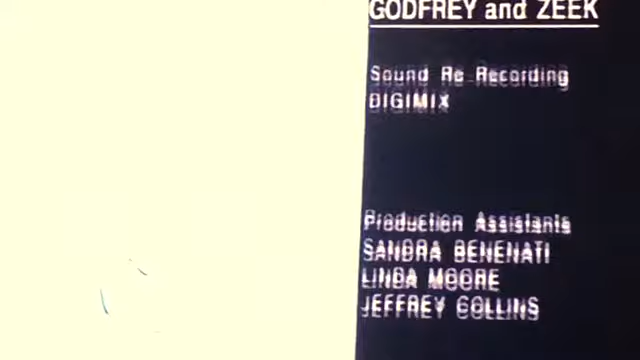 GODFREY and ZEEK
Sound Re-Recording
DIGIMIX
Production Assistants
SANDRA BENENATI
LINDA MOORE
JEFFREY COLLINS